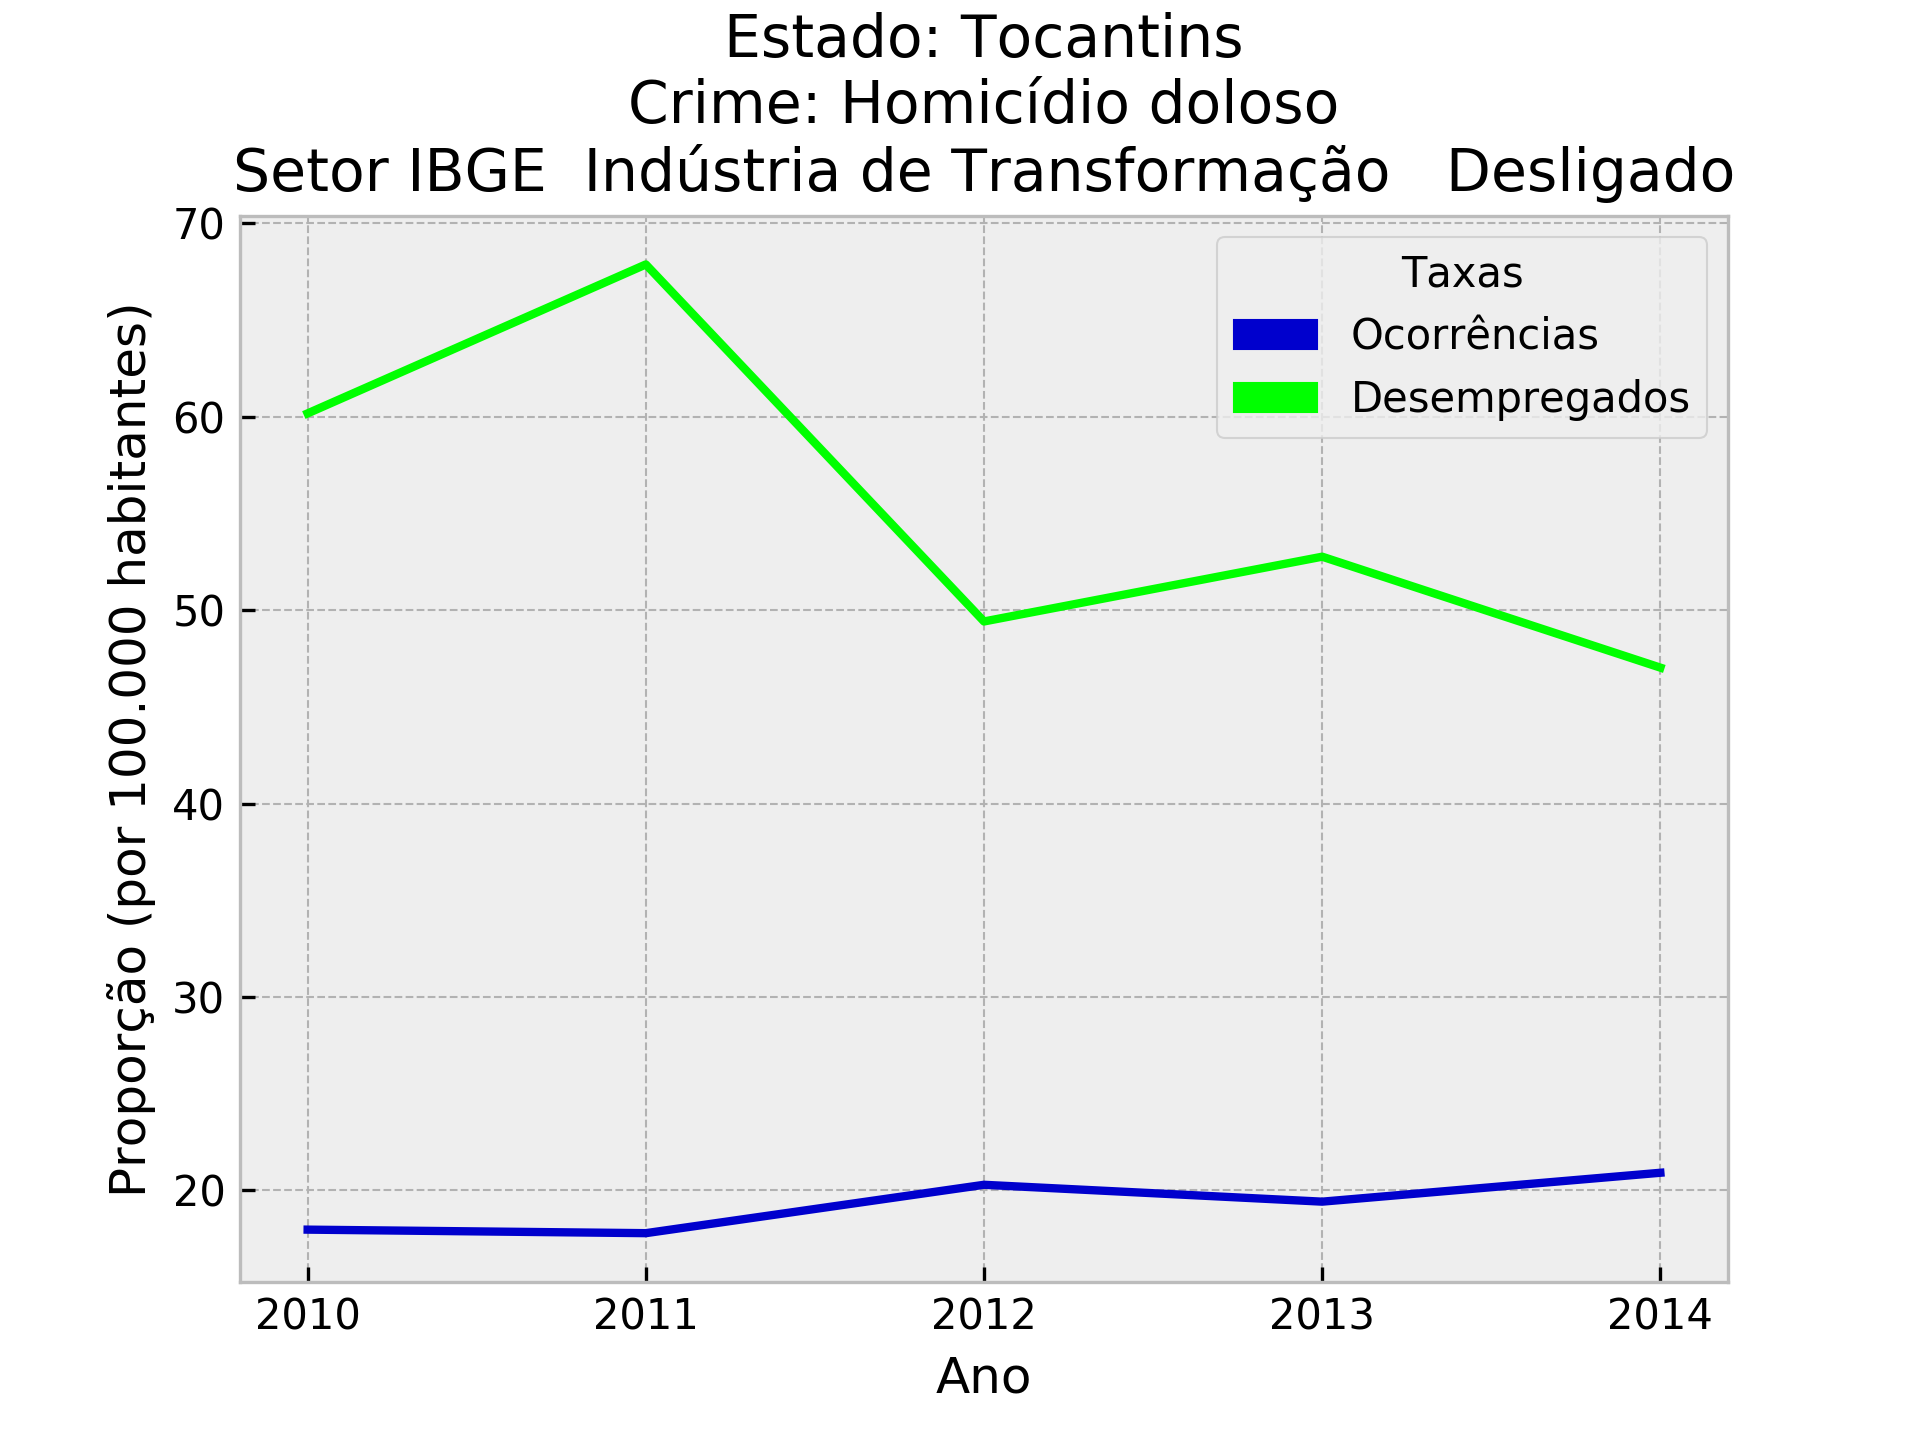 Estado: Tocantins
Crime: Homicídio doloso
Setor IBGE  Indústria de Transformação   Desligado
70
60
50
40
30
20
Proporção (por 100.000 habitantes)
Taxas
Ocorrências
Desempregados
2010 2011 2012 2013 2014
Ano